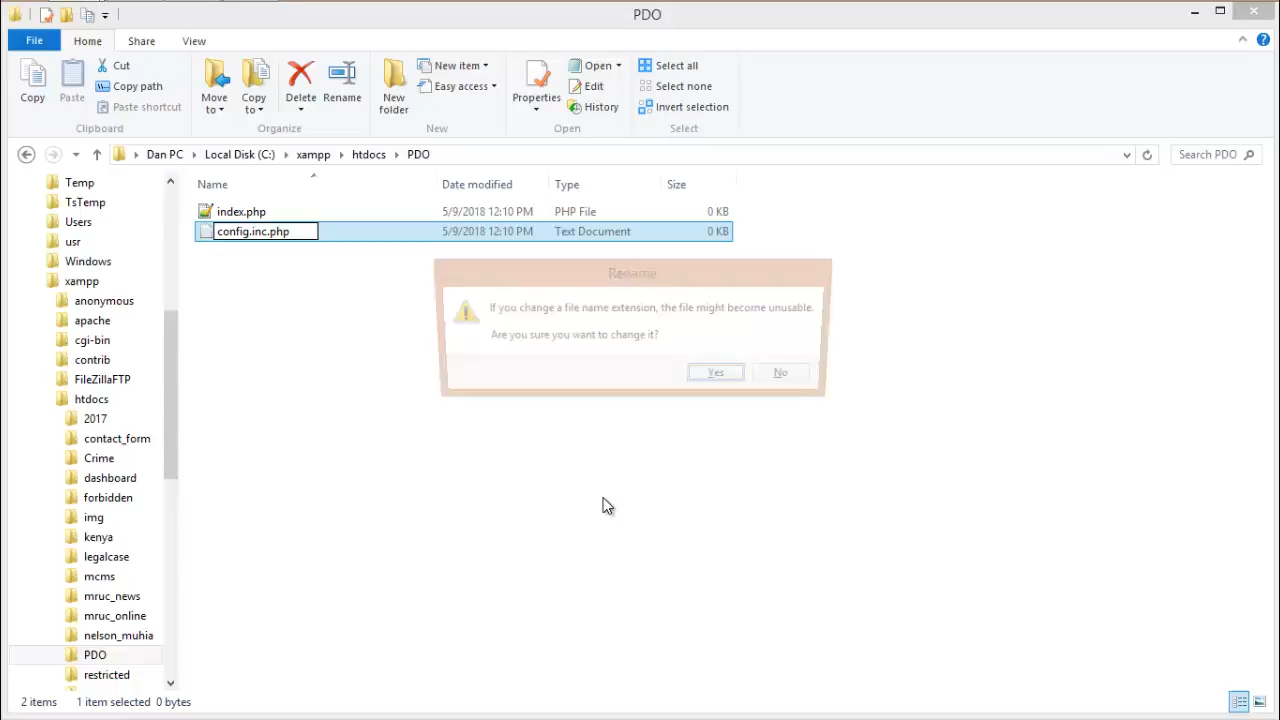 PDO
File Home Share View
Copy
Paste
Cut
Copy path
Paste shortcut
Clipboard
Move to
Copy to
Delete
Rename
Organize
New folder
New item
Easy access
New
Properties
Open
Edit
History
Open
Select all
Select none
Invert selection
Select
Dan PC Local Disk (C:) xampp htdocs PDO
Search PDO
Temp
TsTemp
Users
usr
Windows
xampp
anonymous
apache
cgi-bin
contrib
FileZillaFTP
htdocs
2017
contact_form
Crime
dashboard
forbidden
img
kenya
legalcase
mcms
mruc_news
mruc_online
nelson_muhia
PDO
restricted
Name Date modified Type Size
index.php 5/9/2018 12:10 PM PHP File 0 KB
config.inc.php 5/9/2018 12:10 PM Text Document 0 KB
Rename
If you change a file name extension, the file might become unusable.
Are you sure you want to change it?
Yes No
2 items 1 item selected 0 bytes